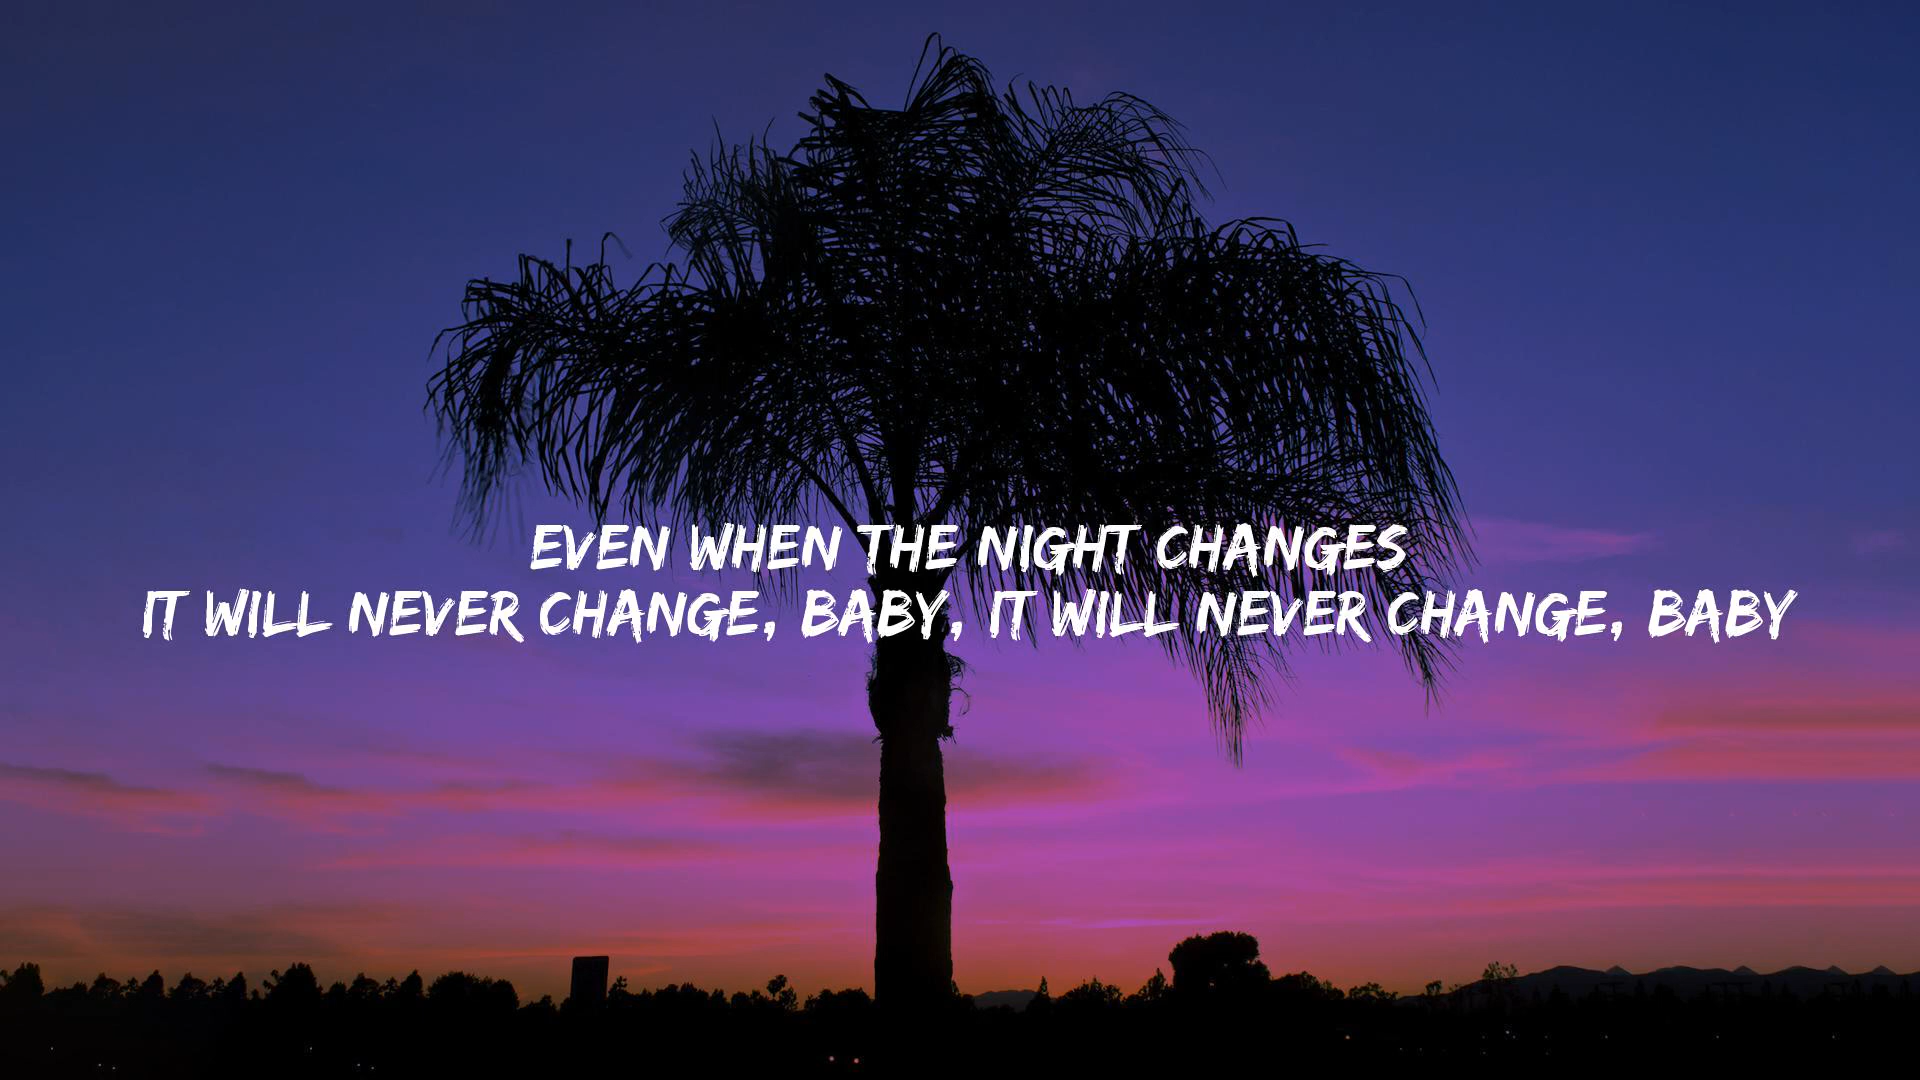 EVEN WHEN THE NIGHT CHANGES
IT WILL NEVER CHANGE, BABY, IT WILL NEVER CHANGE, BABY